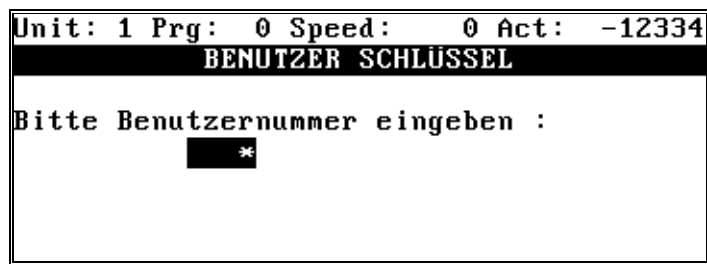 Unit: 1 Prg: 0 Speed: 0 Act: -12334
BENUTZER SCHLÜSSEL
Bitte Benutzernummer eingeben :
*